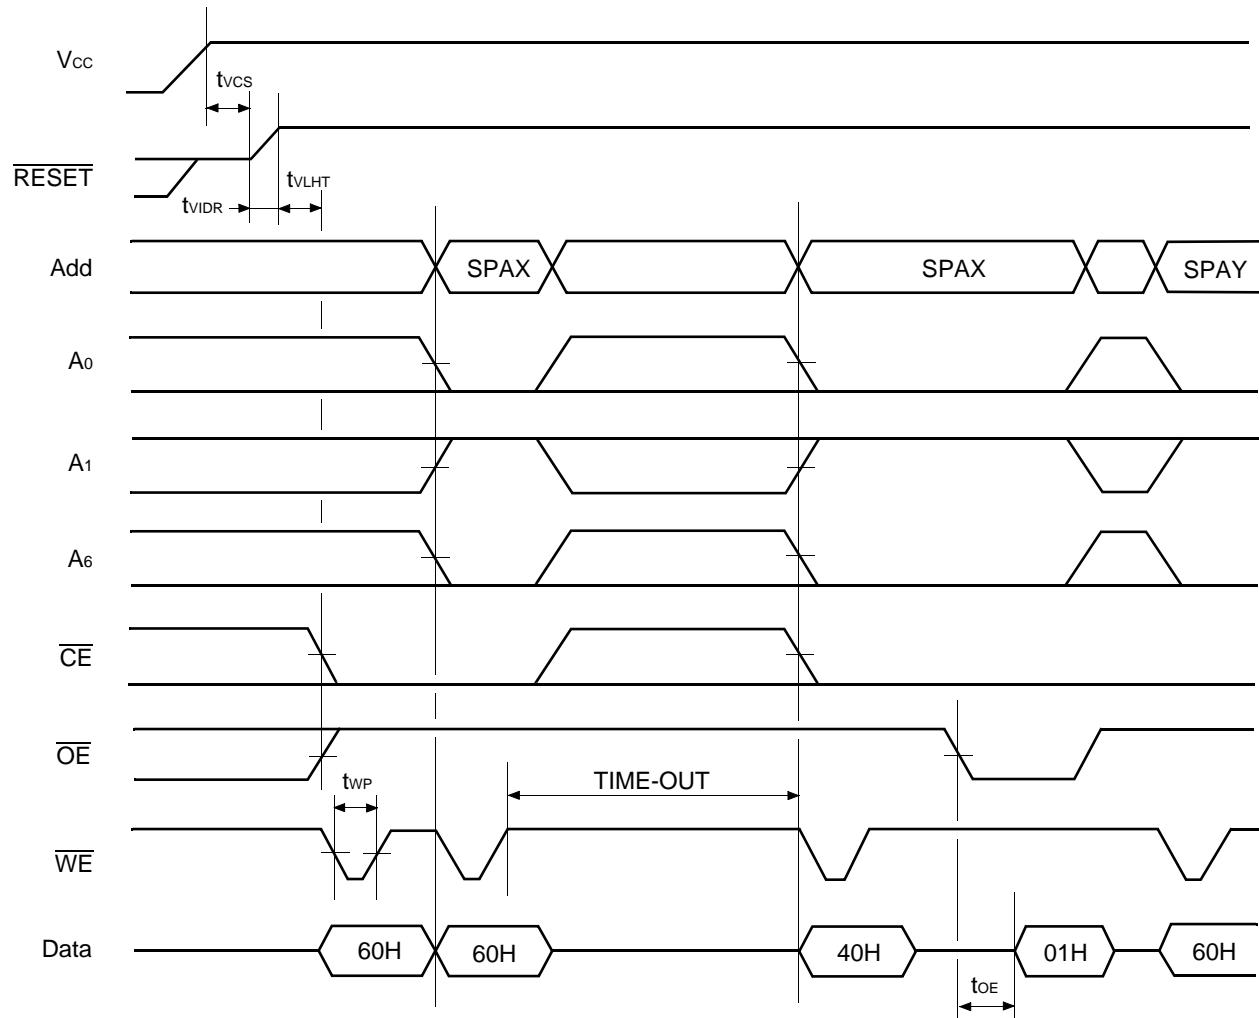 VCC
tVCS
RESET
tVLHT
tVIDR
Add
SPAX
SPAX
SPAY
A0
A1
A6
CE
OE
tWP
TIME-OUT
WE
Data
60H
60H
40H
01H
60H
tOE